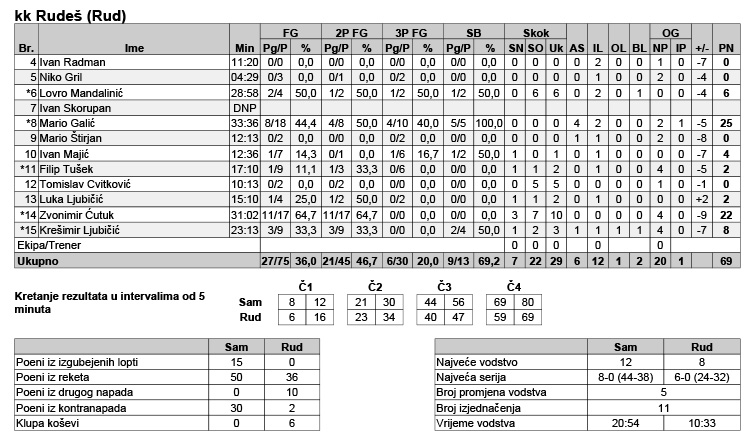 kk Rudeš (Rud)
FG 2P FG 3P FG SB Skok OG
Br. Ime Min Pg/P % Pg/P % Pg/P % Pg/P % SN SO Uk AS IL OL BL NP IP +/- PN
4 Ivan Radman 11:20 0/0 0,0 0/0 0,0 0/0 0,0 0/0 0,0 0 0 0 0 2 0 0 1 0 -7 0
5 Niko Gril 04:29 0/3 0,0 0/1 0,0 0/2 0,0 0/0 0,0 0 0 0 0 1 0 0 2 0 -4 0
*6 Lovro Mandalinić 28:58 2/4 50,0 1/2 50,0 1/2 50,0 1/2 50,0 0 6 6 0 2 0 1 0 0 -4 6
7 Ivan Skorupan DNP
*8 Mario Galić 33:36 8/18 44,4 4/8 50,0 4/10 40,0 5/5 100,0 0 0 0 4 2 0 0 2 1 -5 25
9 Mario Štirjan 12:13 0/2 0,0 0/0 0,0 0/2 0,0 0/0 0,0 0 0 0 1 1 0 0 2 0 -8 0
10 Ivan Majić 12:36 1/7 14,3 0/1 0,0 1/6 16,7 1/2 50,0 1 0 1 0 1 0 0 0 0 -7 4
*11 Filip Tušek 17:10 1/9 11,1 1/3 33,3 0/6 0,0 0/0 0,0 1 1 2 0 1 0 0 4 0 -5 2
12 Tomislav Cvitković 10:13 0/2 0,0 0/2 0,0 0/0 0,0 0/0 0,0 0 5 5 0 0 0 0 1 0 -1 0
13 Luka Ljubičić 15:10 1/4 25,0 1/2 50,0 0/2 0,0 0/0 0,0 1 1 2 0 1 0 0 0 0 +2 2
*14 Zvonimir Ćutuk 31:02 11/17 64,7 11/17 64,7 0/0 0,0 0/0 0,0 3 7 10 0 0 0 0 4 0 -9 22
*15 Krešimir Ljubičić 23:13 3/9 33,3 3/9 33,3 0/0 0,0 2/4 50,0 1 2 3 1 1 1 1 4 0 -7 8
Ekipa/Trener 0 0 0 0 0
Ukupno 27/75 36,0 21/45 46,7 6/30 20,0 9/13 69,2 7 22 29 6 12 1 2 20 1 69
Kretanje rezultata u intervalima od 5 minuta
Č1 Č2 Č3 Č4
Sam 8 12 21 30 44 56 69 80
Rud 6 16 23 34 40 47 59 69
Sam Rud
Poeni iz izgubejenih lopti 15 0
Poeni iz reketa 50 36
Poeni iz drugog napada 0 10
Poeni iz kontranapada 30 2
Klupa koševi 0 6
Sam Rud
Najveće vodstvo 12 8
Najveća serija 8-0 (44-38) 6-0 (24-32)
Broj promjena vodstva 5
Broj izjednačenja 11
Vrijeme vodstva 20:54 10:33